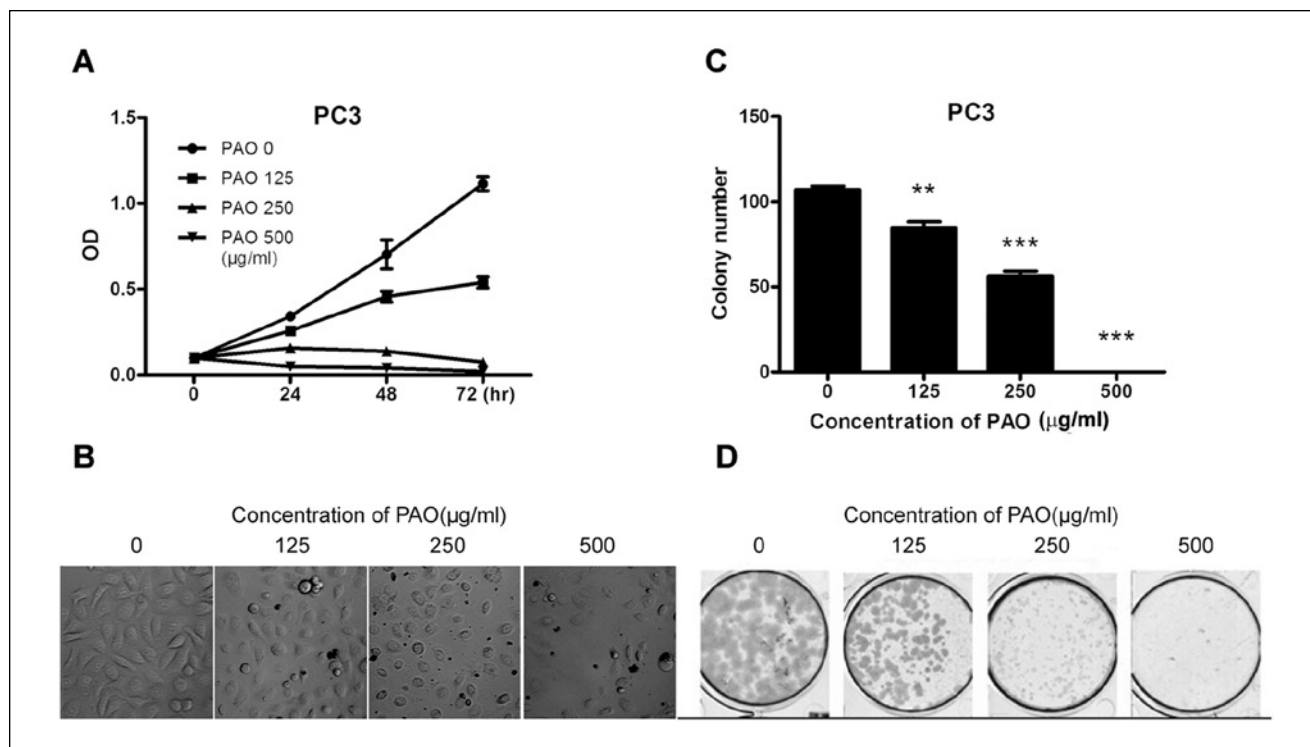 A
PC3
1.5
1.0
0.5
0.0
OD
PAO 0
PAO 125
PAO 250
PAO 500
(µg/ml)
0 24 48 72 (hr)
C
PC3
150
100
50
0
Colony number
**
***
***
0 125 250 500
Concentration of PAO (µg/ml)
B
Concentration of PAO(µg/ml)
0 125 250 500
D
Concentration of PAO(µg/ml)
0 125 250 500